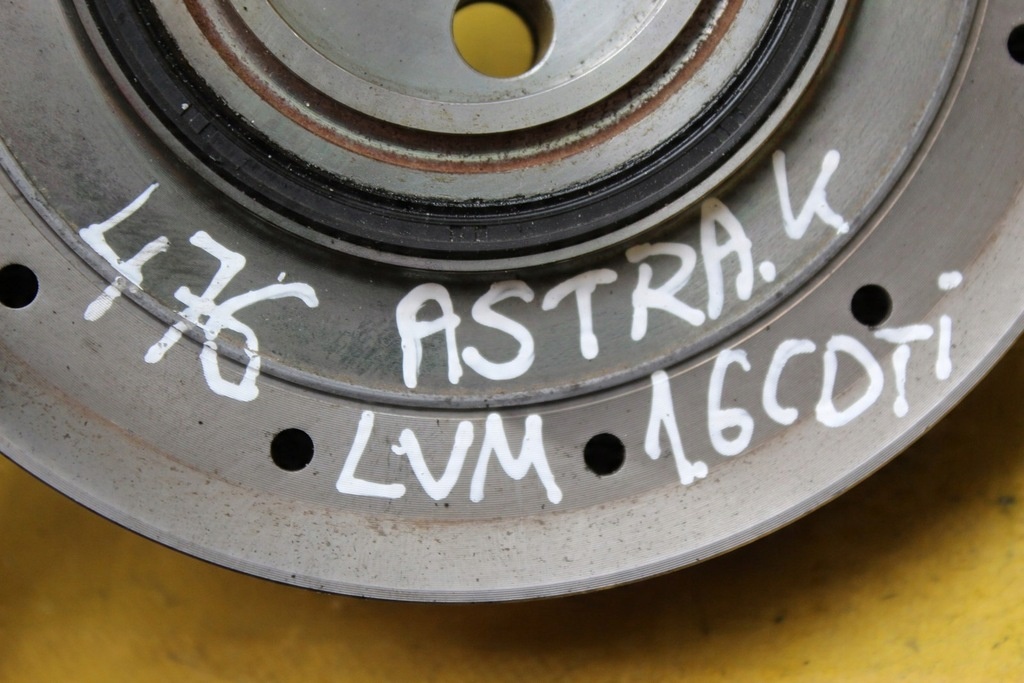 476 ASTRA.K
LVM 1.6CDTi